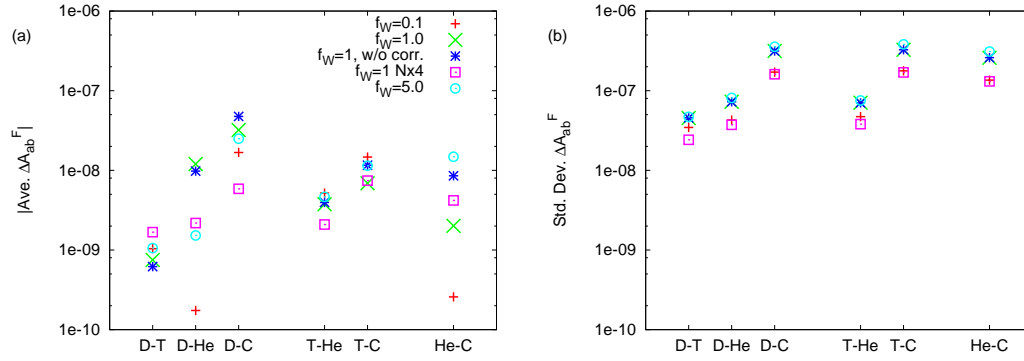 (a)
|Ave. ΔA_ab^F|
1e-06
1e-07
1e-08
1e-09
1e-10
f_W=0.1
f_W=1.0
f_W=1, w/o corr.
f_W=1 Nx4
f_W=5.0
D-T D-He D-C T-He T-C He-C
(b)
Std. Dev. ΔA_ab^F
1e-06
1e-07
1e-08
1e-09
1e-10
D-T D-He D-C T-He T-C He-C